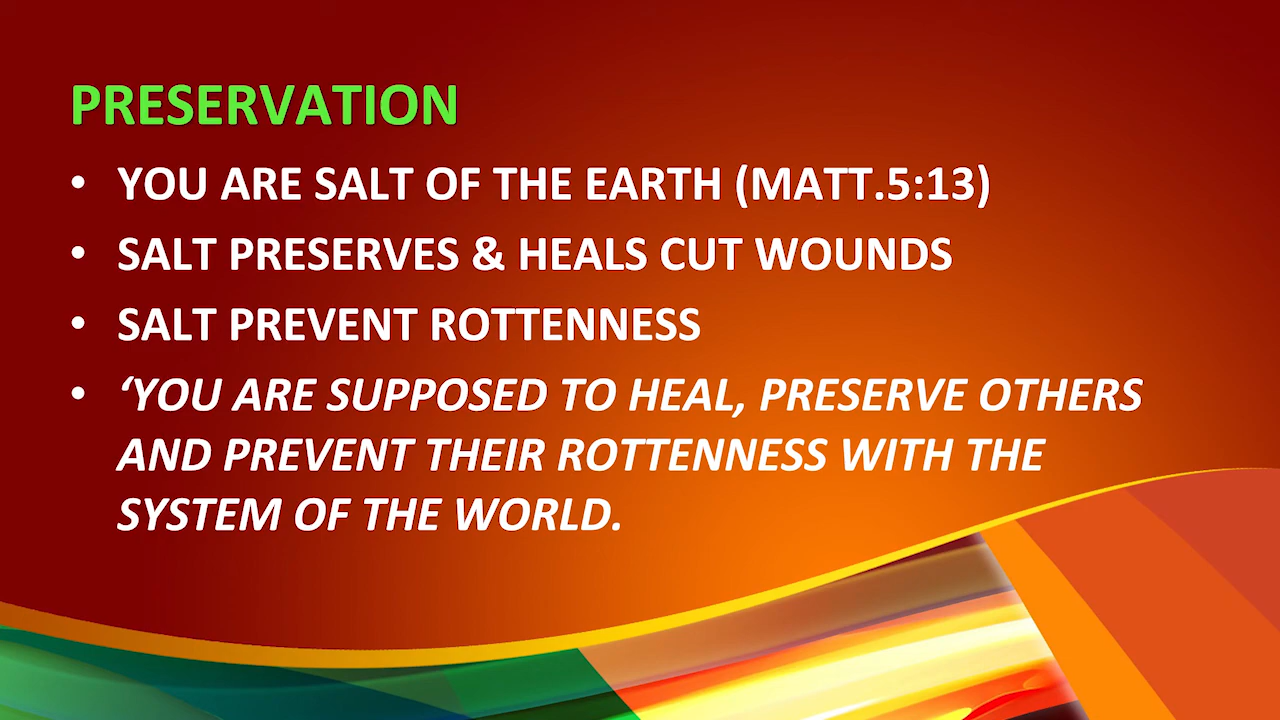 PRESERVATION
• YOU ARE SALT OF THE EARTH (MATT.5:13)
• SALT PRESERVES & HEALS CUT WOUNDS
• SALT PREVENT ROTTENNESS
• ‘YOU ARE SUPPOSED TO HEAL, PRESERVE OTHERS
AND PREVENT THEIR ROTTENNESS WITH THE
SYSTEM OF THE WORLD.